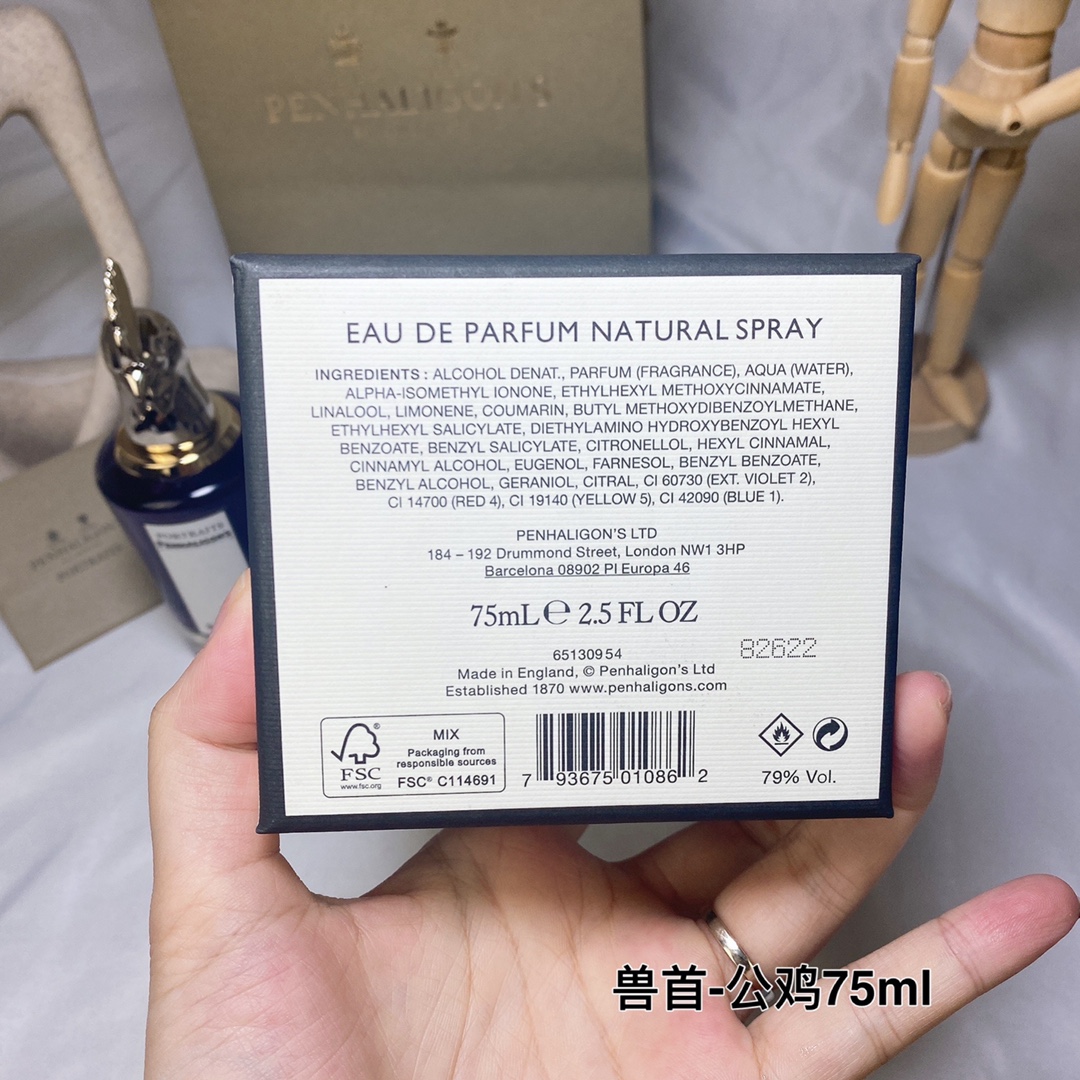 PENHALIGON'S
EAU DE PARFUM NATURAL SPRAY
INGREDIENTS : ALCOHOL DENAT., PARFUM (FRAGRANCE), AQUA (WATER),
ALPHA-ISOMETHYL IONONE, ETHYLHEXYL METHOXYCINNAMATE,
LINALOOL, LIMONENE, COUMARIN, BUTYL METHOXYDIBENZOYLMETHANE,
ETHYLHEXYL SALICYLATE, DIETHYLAMINO HYDROXYBENZOYL HEXYL
BENZOATE, BENZYL SALICYLATE, CITRONELLOL, HEXYL CINNAMAL,
CINNAMYL ALCOHOL, EUGENOL, FARNESOL, BENZYL BENZOATE,
BENZYL ALCOHOL, GERANIOL, CITRAL, CI 60730 (EXT. VIOLET 2),
CI 14700 (RED 4), CI 19140 (YELLOW 5), CI 42090 (BLUE 1).
PENHALIGON'S LTD
184 – 192 Drummond Street, London NW1 3HP
Barcelona 08902 Pl Europa 46
75mL ℮ 2.5 FL OZ
82622
65130954
Made in England, © Penhaligon's Ltd
Established 1870 www.penhaligons.com
FSC
www.fsc.org
MIX
Packaging from
responsible sources
FSC® C114691
7 93675 01086 2
79% Vol.
PORTRAITS
PENHALIGON'S
PENHALIGON'S
PORTRAITS
兽首-公鸡75ml